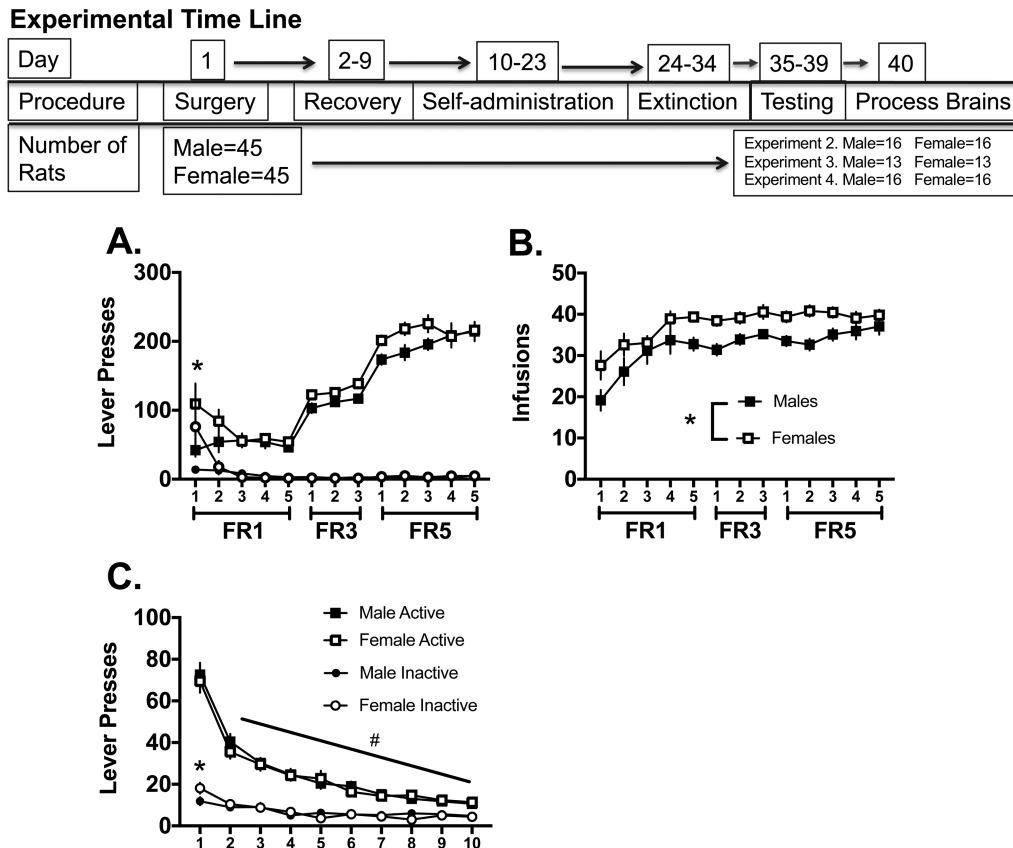 Experimental Time Line
Day 1 2-9 10-23 24-34 35-39 40
Procedure Surgery Recovery Self-administration Extinction Testing Process Brains
Number of Rats
Male=45
Female=45
Experiment 2. Male=16 Female=16
Experiment 3. Male=13 Female=13
Experiment 4. Male=16 Female=16
A.
Lever Presses
300
200
100
0
*
1 2 3 4 5 1 2 3 1 2 3 4 5
FR1 FR3 FR5
B.
Infusions
50
40
30
20
10
0
*
Males
Females
1 2 3 4 5 1 2 3 1 2 3 4 5
FR1 FR3 FR5
C.
Lever Presses
100
80
60
40
20
0
Male Active
Female Active
Male Inactive
Female Inactive
#
*
1 2 3 4 5 6 7 8 9 10